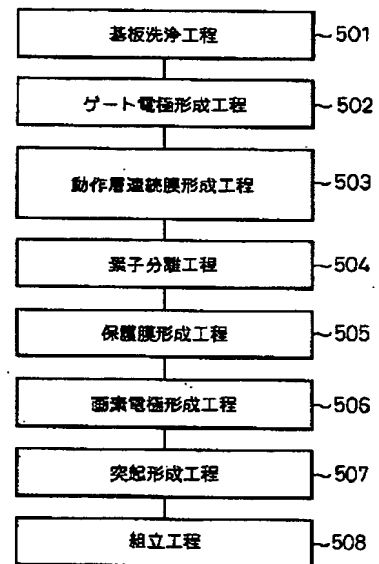 基板洗浄工程 501
ゲート電極形成工程 502
動作層連続膜形成工程 503
素子分離工程 504
保護膜形成工程 505
画素電極形成工程 506
突起形成工程 507
組立工程 508